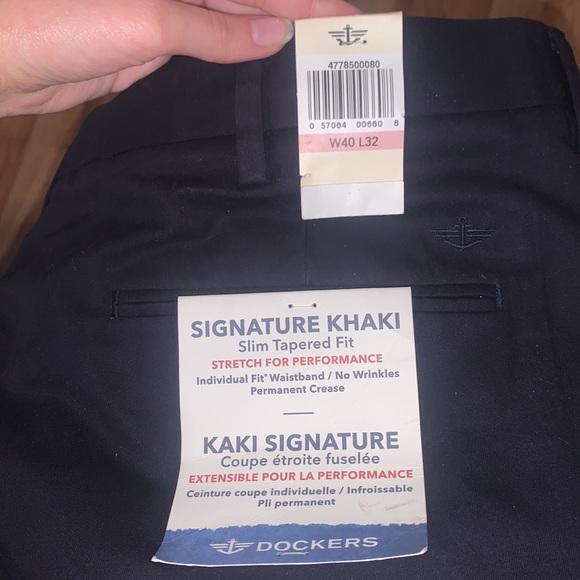 4778500080
0 57064 00660 8
W40 L32
SIGNATURE KHAKI
Slim Tapered Fit
STRETCH FOR PERFORMANCE
Individual Fit® Waistband / No Wrinkles
Permanent Crease
KAKI SIGNATURE
Coupe étroite fuselée
EXTENSIBLE POUR LA PERFORMANCE
Ceinture coupe individuelle / Infroissable
Pli permanent
DOCKERS